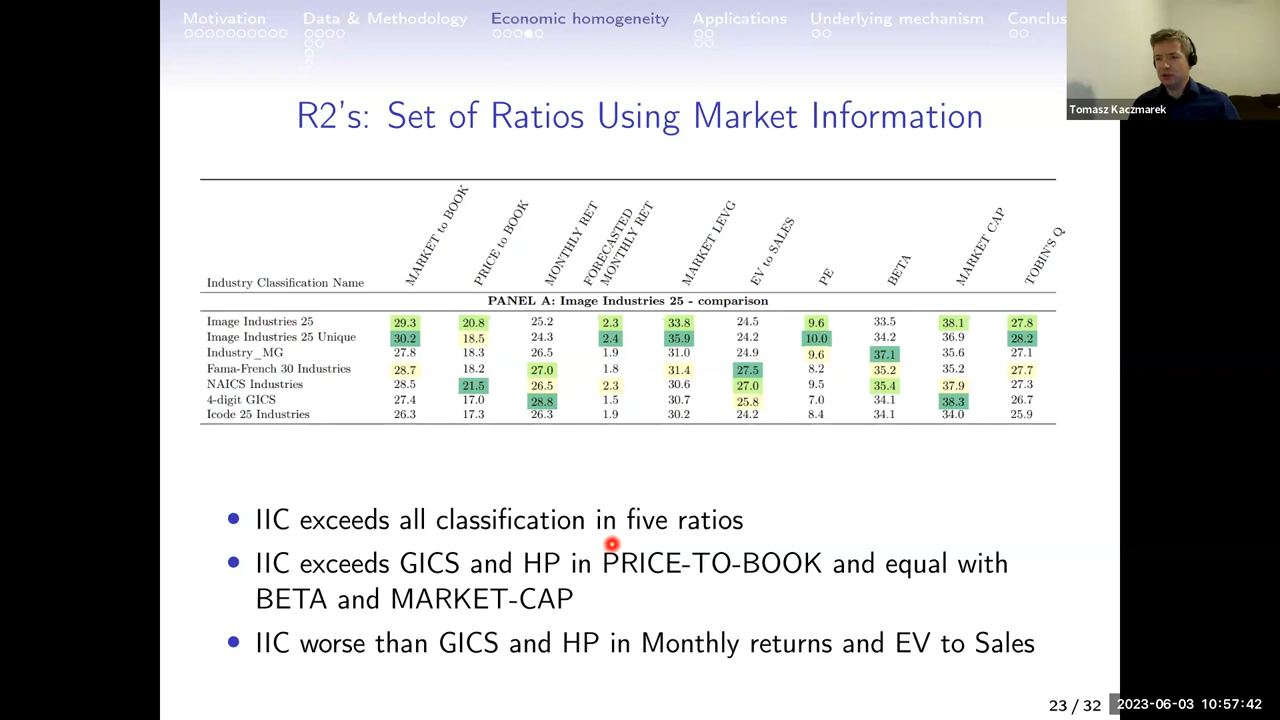 Motivation Data & Methodology Economic homogeneity Applications Underlying mechanism Conclus
Tomasz Kaczmarek
R2's: Set of Ratios Using Market Information
Industry Classification Name MARKET to BOOK PRICE to BOOK MONTHLY RET FORECASTED MONTHLY RET MARKET LEVG EV to SALES PE BETA MARKET CAP TOBIN'S Q
PANEL A: Image Industries 25 - comparison
Image Industries 25 29.3 20.8 25.2 2.3 33.8 24.5 9.6 33.5 38.1 27.8
Image Industries 25 Unique 30.2 18.5 24.3 2.4 35.9 24.2 10.0 34.2 36.9 28.2
Industry_MG 27.8 18.3 26.5 1.9 31.0 24.9 9.6 37.1 35.6 27.1
Fama-French 30 Industries 28.7 18.2 27.0 1.8 31.4 27.5 8.2 35.2 35.2 27.7
NAICS Industries 28.5 21.5 26.5 2.3 30.6 27.0 9.5 35.4 37.9 27.3
4-digit GICS 27.4 17.0 28.8 1.5 30.7 25.8 7.0 34.1 38.3 26.7
Icode 25 Industries 26.3 17.3 26.3 1.9 30.2 24.2 8.4 34.1 34.0 25.9
• IIC exceeds all classification in five ratios
• IIC exceeds GICS and HP in PRICE-TO-BOOK and equal with
BETA and MARKET-CAP
• IIC worse than GICS and HP in Monthly returns and EV to Sales
23 / 32
2023-06-03 10:57:42